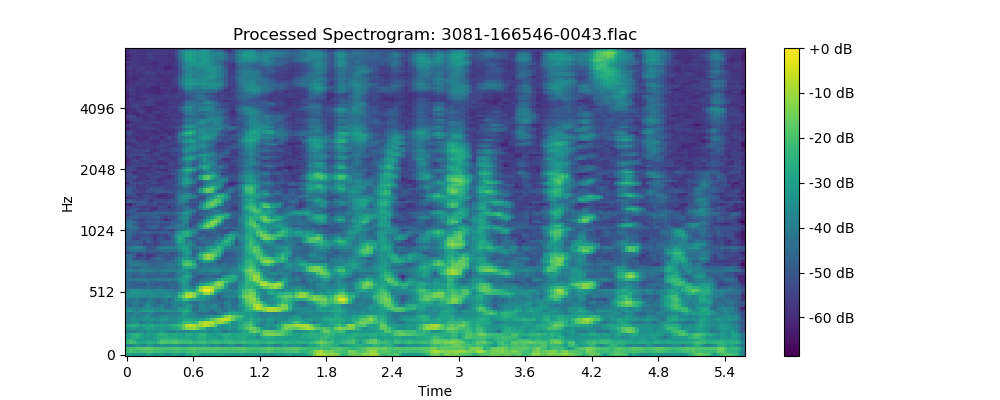 Processed Spectrogram: 3081-166546-0043.flac
+0 dB
-10 dB
-20 dB
-30 dB
-40 dB
-50 dB
-60 dB
Hz
4096
2048
1024
512
0
0 0.6 1.2 1.8 2.4 3 3.6 4.2 4.8 5.4
Time